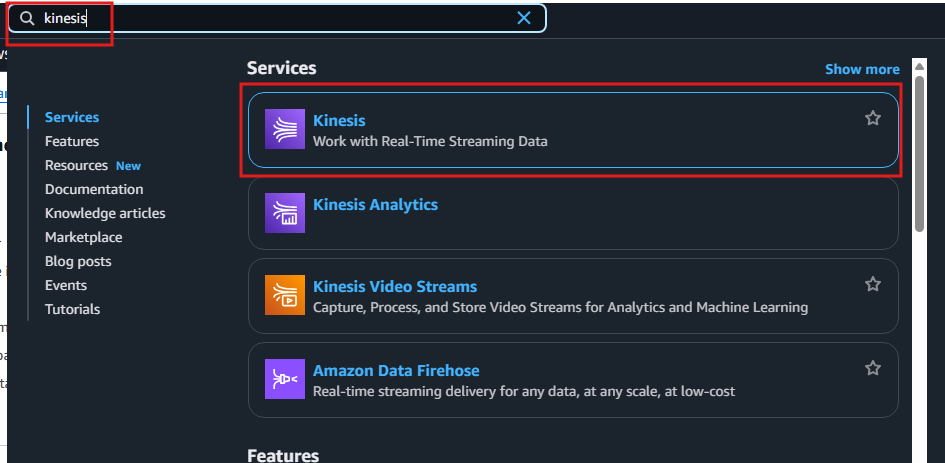 kinesis
Services
Show more
Services
Features
Resources New
Documentation
Knowledge articles
Marketplace
Blog posts
Events
Tutorials
Kinesis
Work with Real-Time Streaming Data
Kinesis Analytics
Kinesis Video Streams
Capture, Process, and Store Video Streams for Analytics and Machine Learning
Amazon Data Firehose
Real-time streaming delivery for any data, at any scale, at low-cost
Features